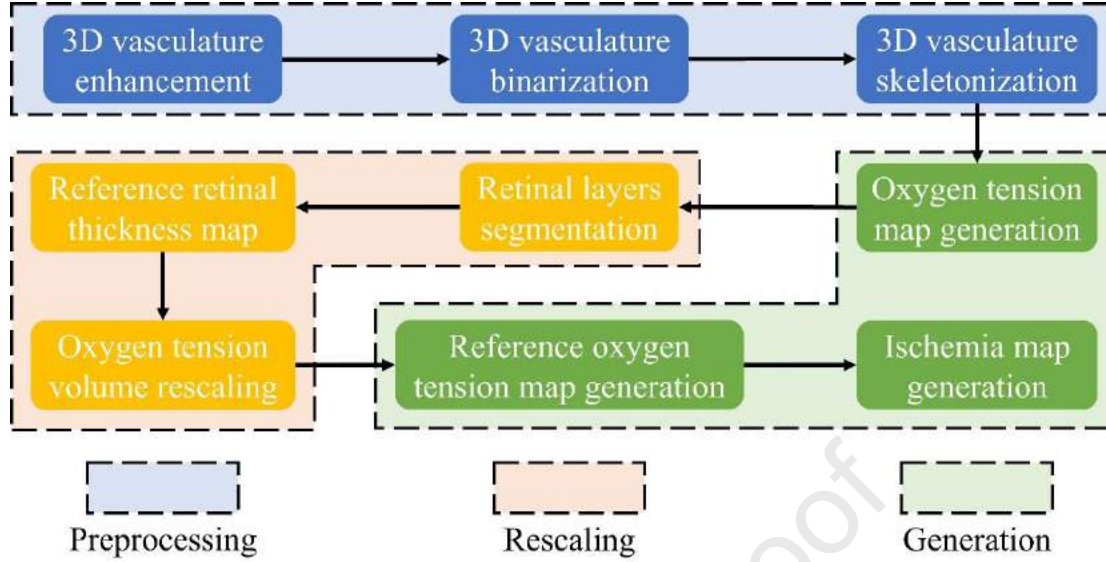 3D vasculature
enhancement
3D vasculature
binarization
3D vasculature
skeletonization
Reference retinal
thickness map
Retinal layers
segmentation
Oxygen tension
map generation
Oxygen tension
volume rescaling
Reference oxygen
tension map generation
Ischemia map
generation
Preprocessing
Rescaling
Generation
oof